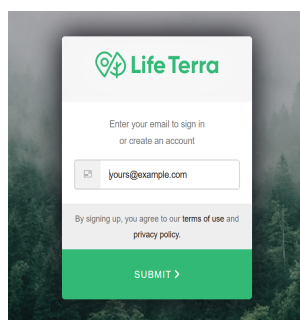 Life Terra
Enter your email to sign in
or create an account
yours@example.com
By signing up, you agree to our terms of use and
privacy policy.
SUBMIT